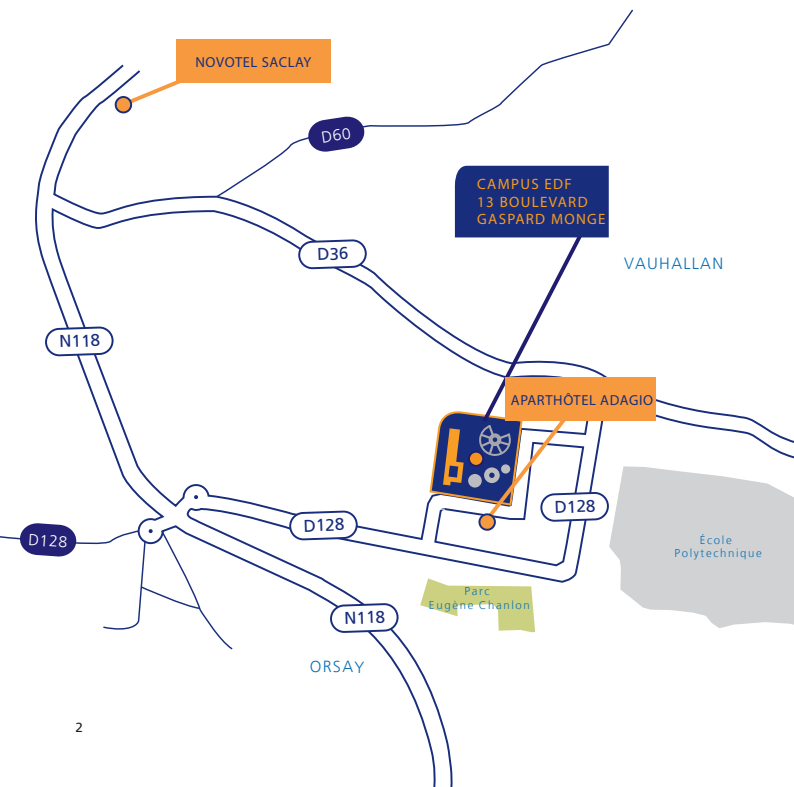 NOVOTEL SACLAY
D60
CAMPUS EDF
13 BOULEVARD
GASPARD MONGE
D36
VAUHALLAN
N118
APARTHÔTEL ADAGIO
D128
D128
D128
École
Polytechnique
Parc
Eugène Chanlon
N118
ORSAY
2